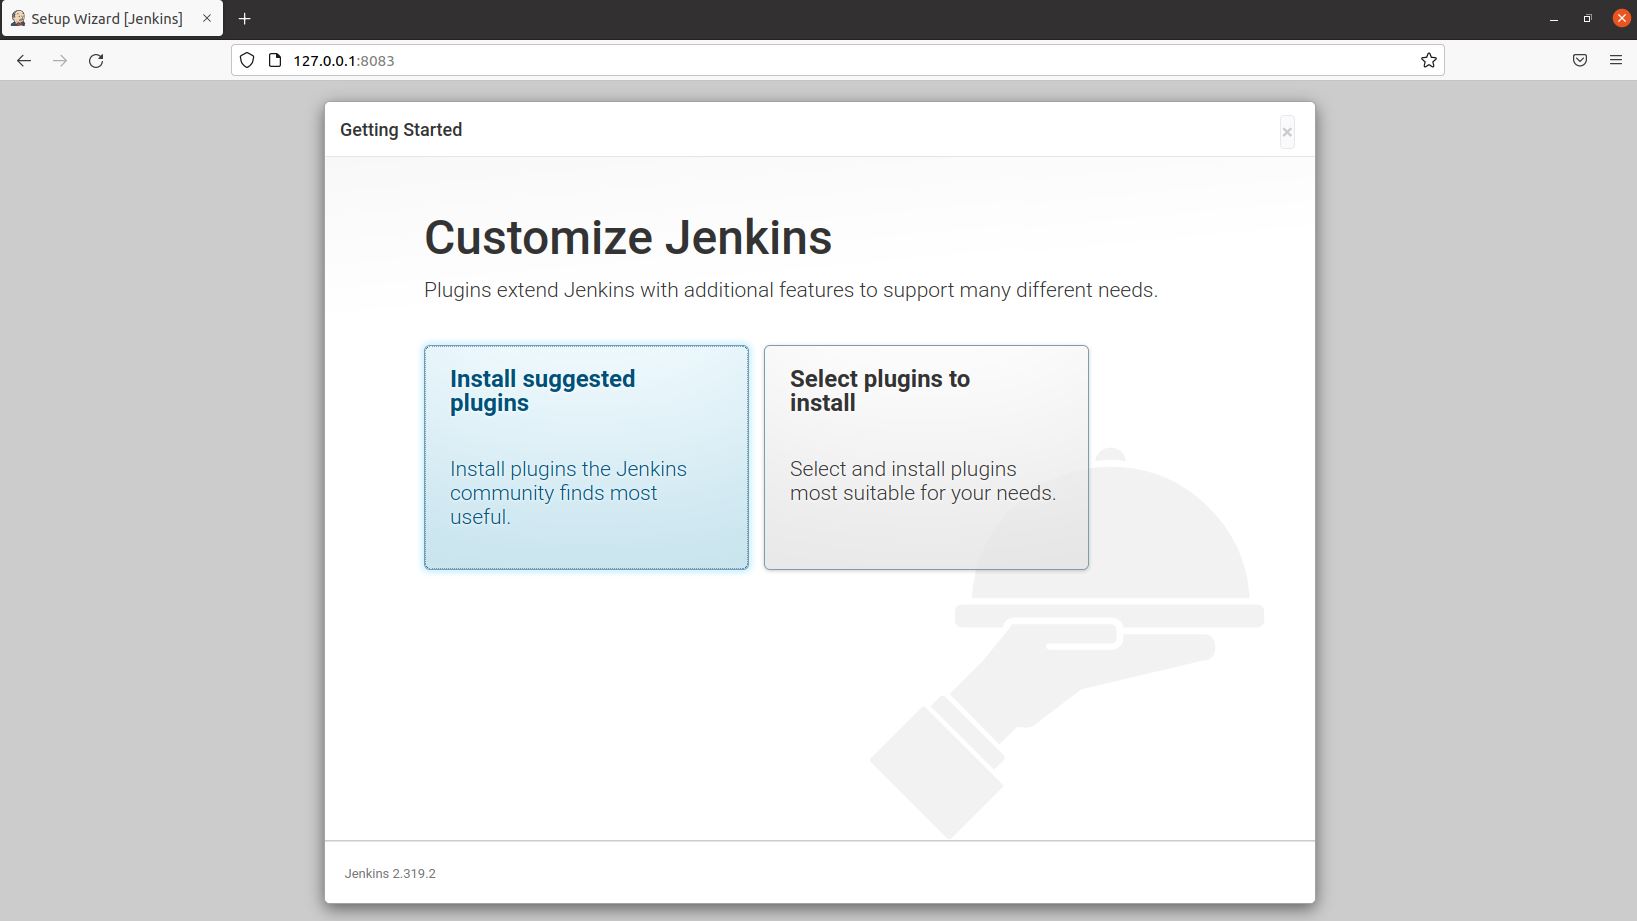 Setup Wizard [Jenkins]
127.0.0.1:8083
Getting Started
Customize Jenkins
Plugins extend Jenkins with additional features to support many different needs.
Install suggested
plugins
Install plugins the Jenkins
community finds most
useful.
Select plugins to
install
Select and install plugins
most suitable for your needs.
Jenkins 2.319.2